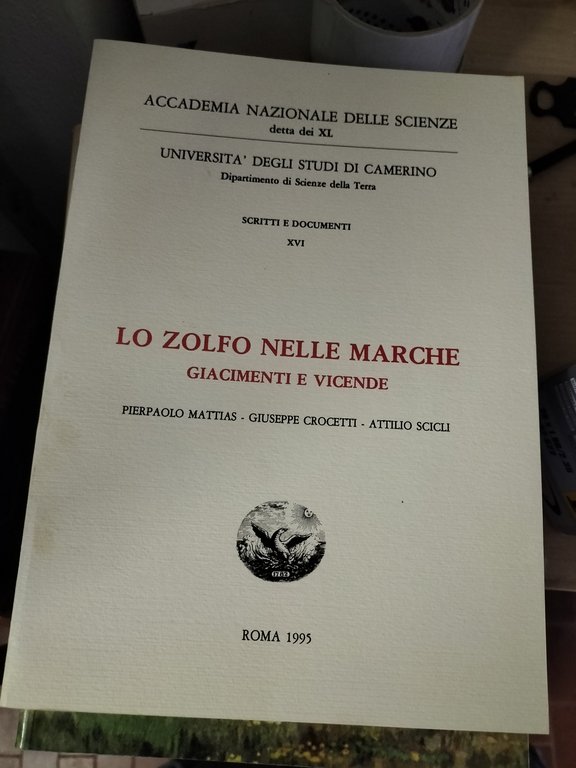 ACCADEMIA NAZIONALE DELLE SCIENZE
detta dei XL
UNIVERSITA' DEGLI STUDI DI CAMERINO
Dipartimento di Scienze della Terra
SCRITTI E DOCUMENTI
XVI
LO ZOLFO NELLE MARCHE
GIACIMENTI E VICENDE
PIERPAOLO MATTIAS - GIUSEPPE CROCETTI - ATTILIO SCICLI
1782
ROMA 1995